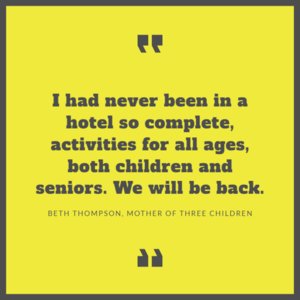 "
I had never been in a
hotel so complete,
activities for all ages,
both children and
seniors. We will be back.
BETH THOMPSON, MOTHER OF THREE CHILDREN
"